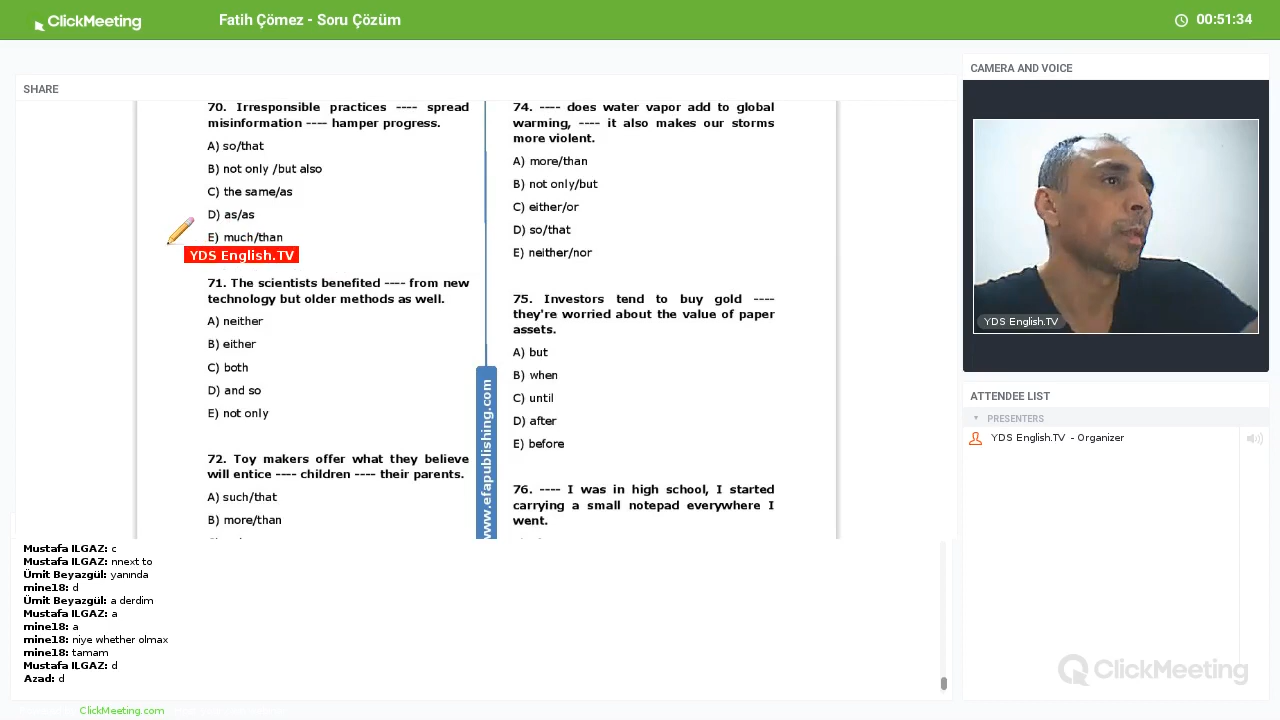 ClickMeeting
Fatih Çömez - Soru Çözüm
00:51:34
SHARE
70. Irresponsible practices ---- spread
misinformation ---- hamper progress.
A) so/that
B) not only /but also
C) the same/as
D) as/as
E) much/than
YDS English.TV
71. The scientists benefited ---- from new
technology but older methods as well.
A) neither
B) either
C) both
D) and so
E) not only
72. Toy makers offer what they believe
will entice ---- children ---- their parents.
A) such/that
B) more/than
www.efapublishing.com
74. ---- does water vapor add to global
warming, ---- it also makes our storms
more violent.
A) more/than
B) not only/but
C) either/or
D) so/that
E) neither/nor
75. Investors tend to buy gold ----
they're worried about the value of paper
assets.
A) but
B) when
C) until
D) after
E) before
76. ---- I was in high school, I started
carrying a small notepad everywhere I
went.
CAMERA AND VOICE
YDS English.TV
ATTENDEE LIST
PRESENTERS
YDS English.TV - Organizer
Mustafa ILGAZ: c
Mustafa ILGAZ: nnext to
Ümit Beyazgül: yanında
mine18: d
Ümit Beyazgül: a derdim
Mustafa ILGAZ: a
mine18: a
mine18: niye whether olmax
mine18: tamam
Mustafa ILGAZ: d
Azad: d
ClickMeeting
ClickMeeting.com